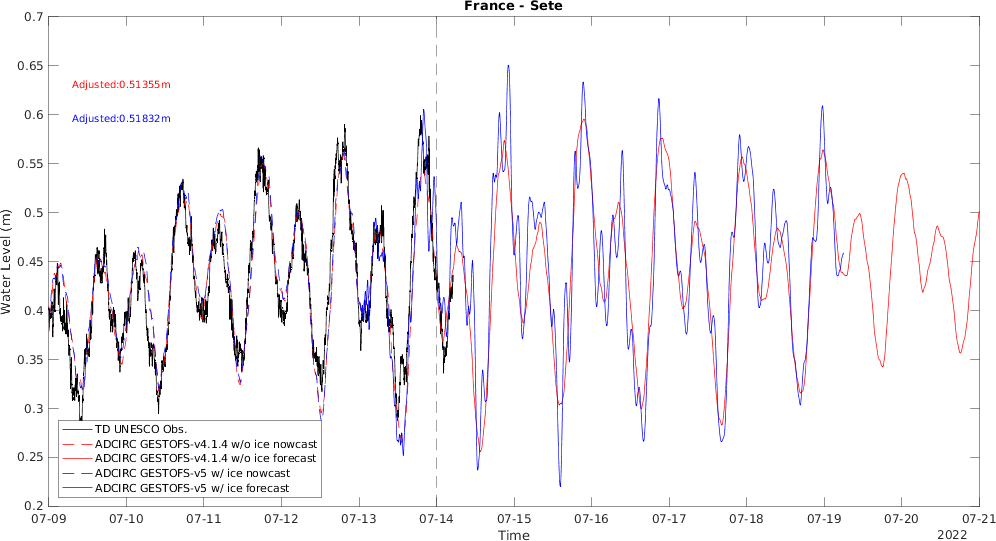 France - Sete
0.7
0.65
0.6
0.55
0.5
0.45
0.4
0.35
0.3
0.25
0.2
Water Level (m)
Adjusted:0.51355m
Adjusted:0.51832m
TD UNESCO Obs.
ADCIRC GESTOFS-v4.1.4 w/o ice nowcast
ADCIRC GESTOFS-v4.1.4 w/o ice forecast
ADCIRC GESTOFS-v5 w/ ice nowcast
ADCIRC GESTOFS-v5 w/ ice forecast
07-09 07-10 07-11 07-12 07-13 07-14 07-15 07-16 07-17 07-18 07-19 07-20 07-21
Time
2022